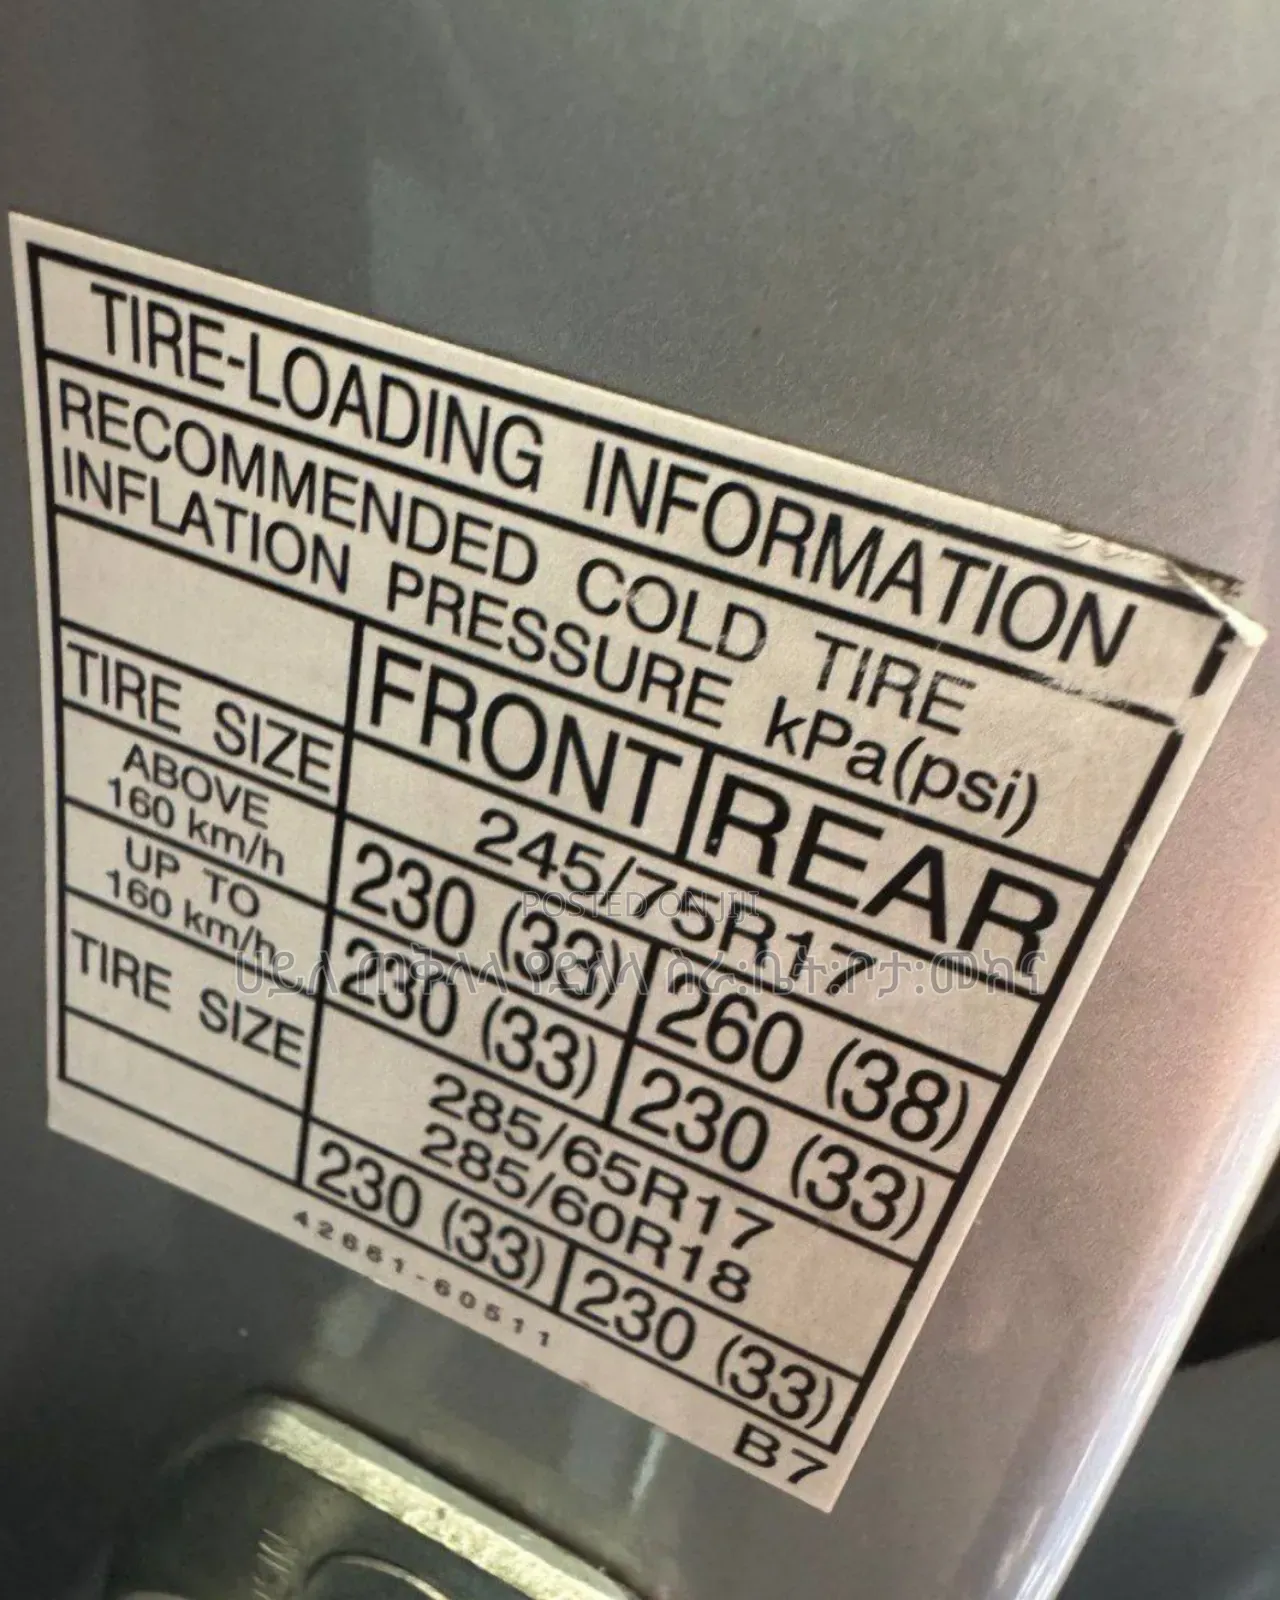 TIRE-LOADING INFORMATION
RECOMMENDED COLD TIRE
INFLATION PRESSURE kPa(psi)
FRONT REAR
TIRE SIZE 245/75R17
ABOVE
160 km/h 230 (33) 260 (38)
UP TO
160 km/h 230 (33) 230 (33)
TIRE SIZE 285/65R17
285/60R18
230 (33) 230 (33)
42661-60511
B7
POSTED ON JIJI